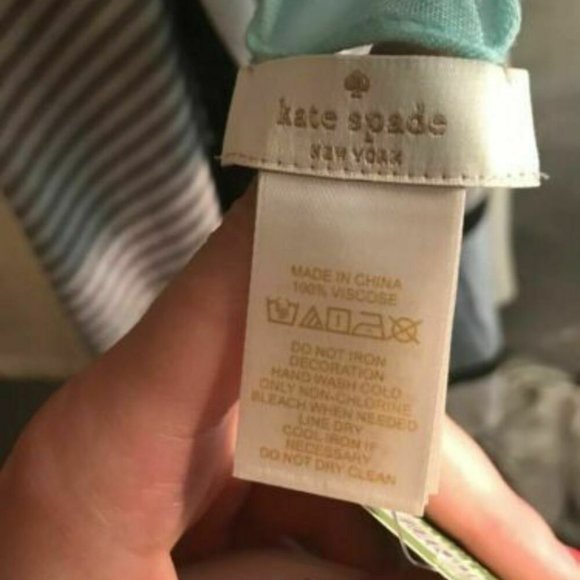 kate spade
NEW YORK
MADE IN CHINA
100% VISCOSE
DO NOT IRON
DECORATION
HAND WASH COLD
ONLY NON-CHLORINE
BLEACH WHEN NEEDED
LINE DRY
COOL IRON IF
NECESSARY
DO NOT DRY CLEAN